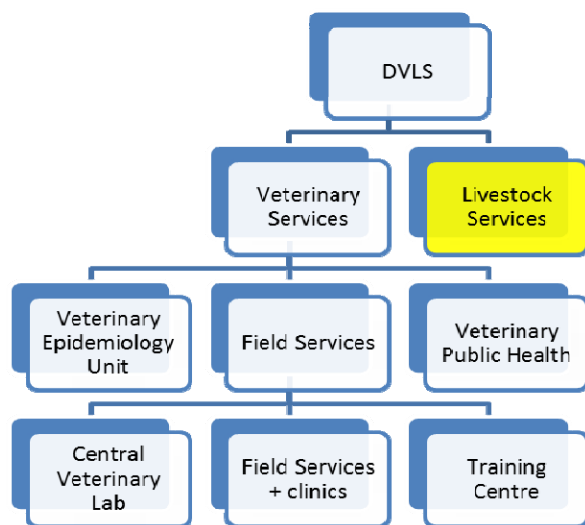 DVLS
Veterinary
Services
Livestock
Services
Veterinary
Epidemiology
Unit
Field Services
Veterinary
Public Health
Central
Veterinary
Lab
Field Services
+ clinics
Training
Centre